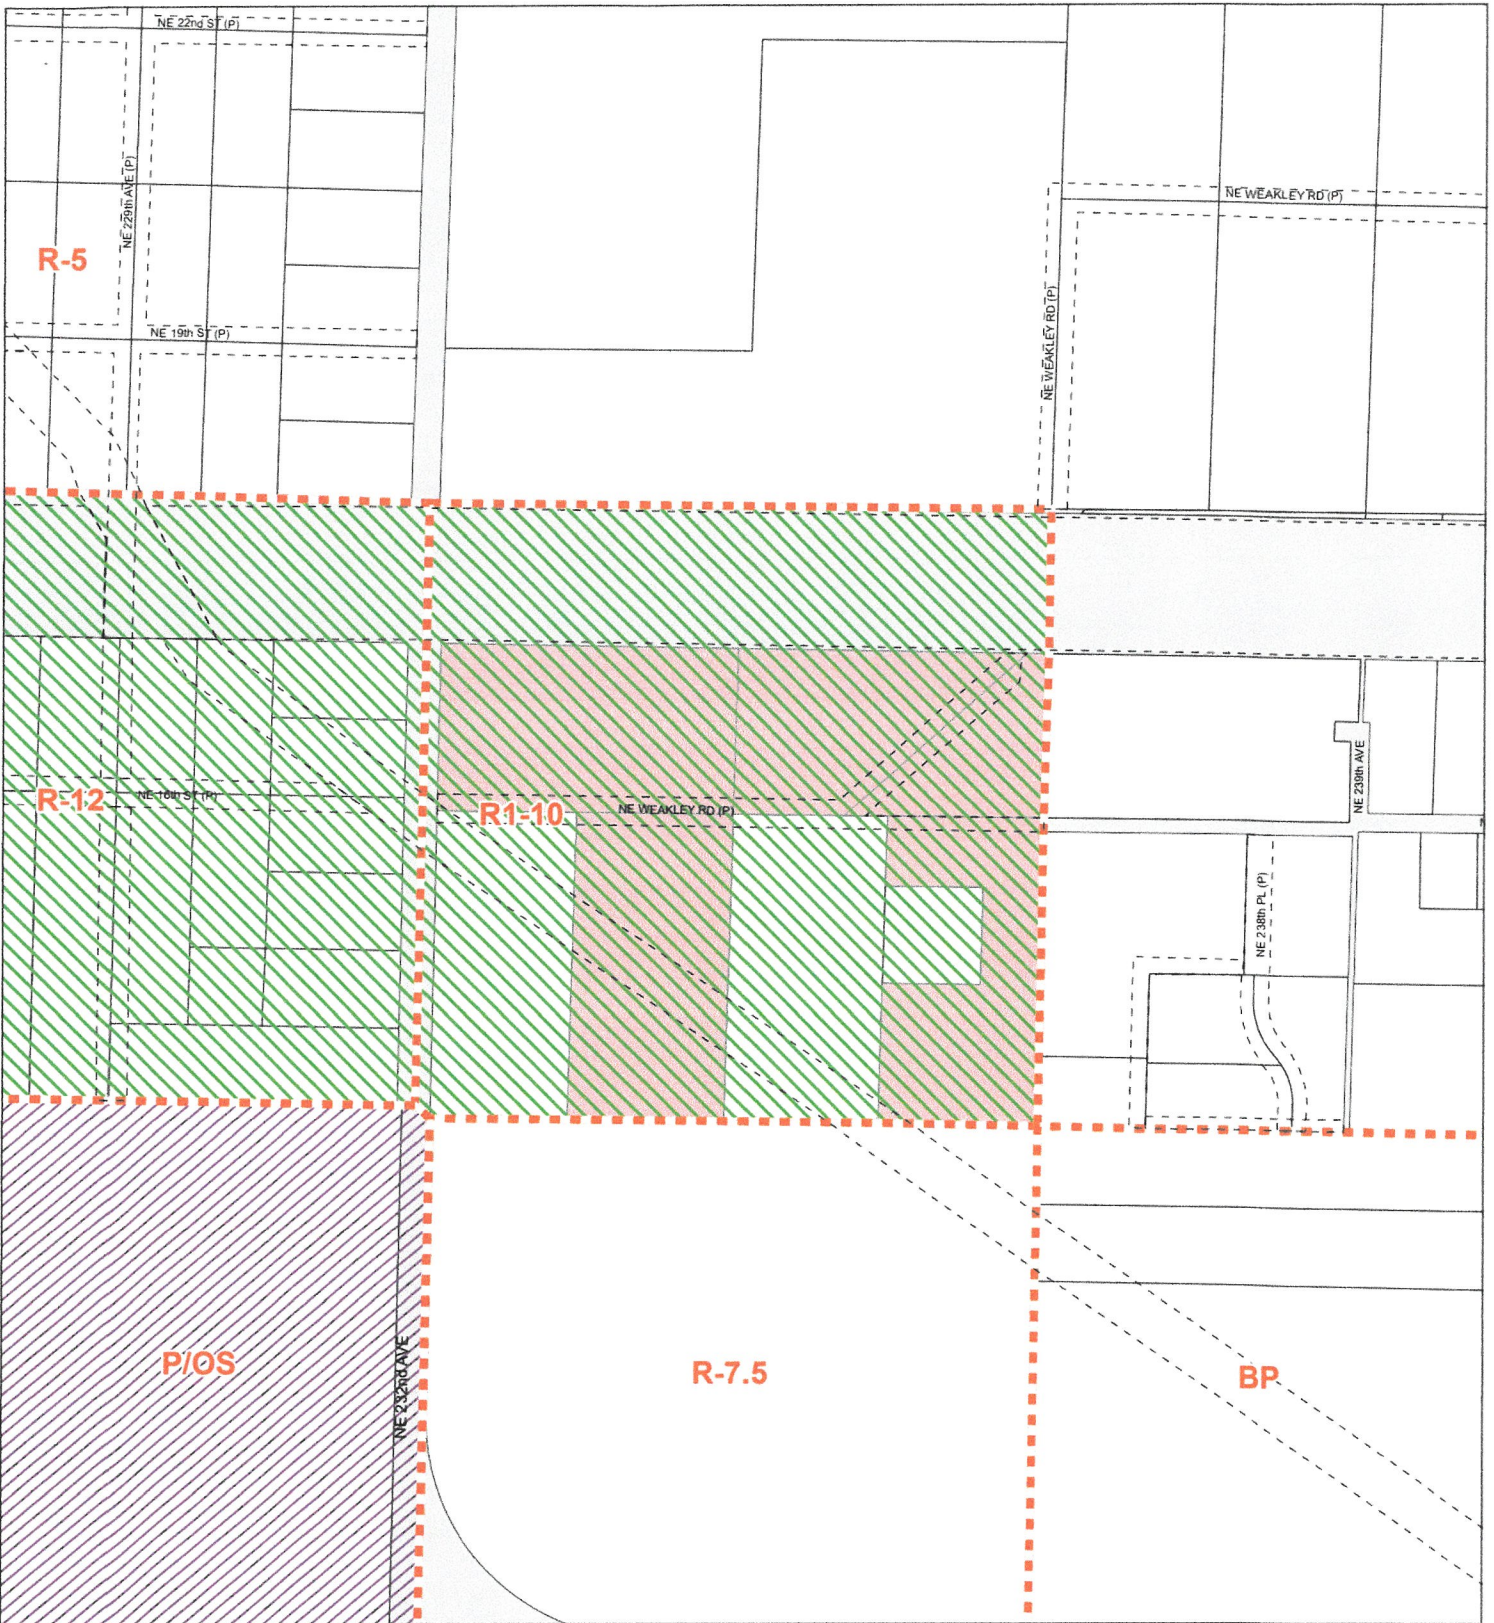 NE 22nd ST (P)
NE 229th AVE (P)
NE WEAKLEY RD (P)
R-5
NE 19th ST (P)
NE WEAKLEY RD (P)
NE 239th AVE
R-12
NE 16th ST (P)
R1-10
NE WEAKLEY RD (P)
NE 238th PL (P)
P/OS
NE 232nd AVE
R-7.5
BP